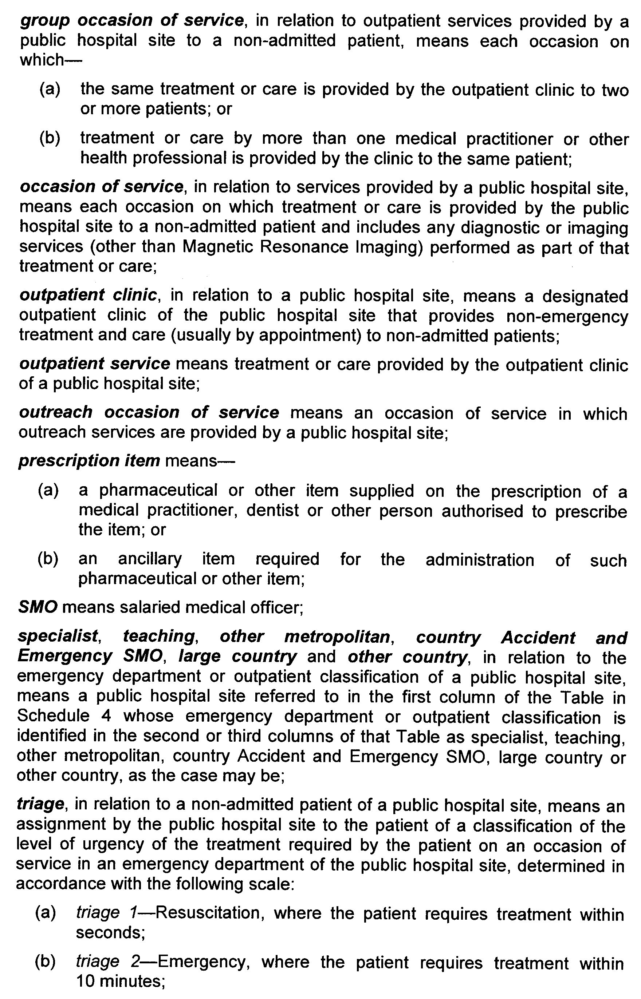 group occasion of service, in relation to outpatient services provided by a
public hospital site to a non-admitted patient, means each occasion on
which—
(a) the same treatment or care is provided by the outpatient clinic to two
or more patients; or
(b) treatment or care by more than one medical practitioner or other
health professional is provided by the clinic to the same patient;
occasion of service, in relation to services provided by a public hospital site,
means each occasion on which treatment or care is provided by the public
hospital site to a non-admitted patient and includes any diagnostic or imaging
services (other than Magnetic Resonance Imaging) performed as part of that
treatment or care;
outpatient clinic, in relation to a public hospital site, means a designated
outpatient clinic of the public hospital site that provides non-emergency
treatment and care (usually by appointment) to non-admitted patients;
outpatient service means treatment or care provided by the outpatient clinic
of a public hospital site;
outreach occasion of service means an occasion of service in which
outreach services are provided by a public hospital site;
prescription item means—
(a) a pharmaceutical or other item supplied on the prescription of a
medical practitioner, dentist or other person authorised to prescribe
the item; or
(b) an ancillary item required for the administration of such
pharmaceutical or other item;
SMO means salaried medical officer;
specialist, teaching, other metropolitan, country Accident and
Emergency SMO, large country and other country, in relation to the
emergency department or outpatient classification of a public hospital site,
means a public hospital site referred to in the first column of the Table in
Schedule 4 whose emergency department or outpatient classification is
identified in the second or third columns of that Table as specialist, teaching,
other metropolitan, country Accident and Emergency SMO, large country or
other country, as the case may be;
triage, in relation to a non-admitted patient of a public hospital site, means an
assignment by the public hospital site to the patient of a classification of the
level of urgency of the treatment required by the patient on an occasion of
service in an emergency department of the public hospital site, determined in
accordance with the following scale:
(a) triage 1—Resuscitation, where the patient requires treatment within
seconds;
(b) triage 2—Emergency, where the patient requires treatment within
10 minutes;